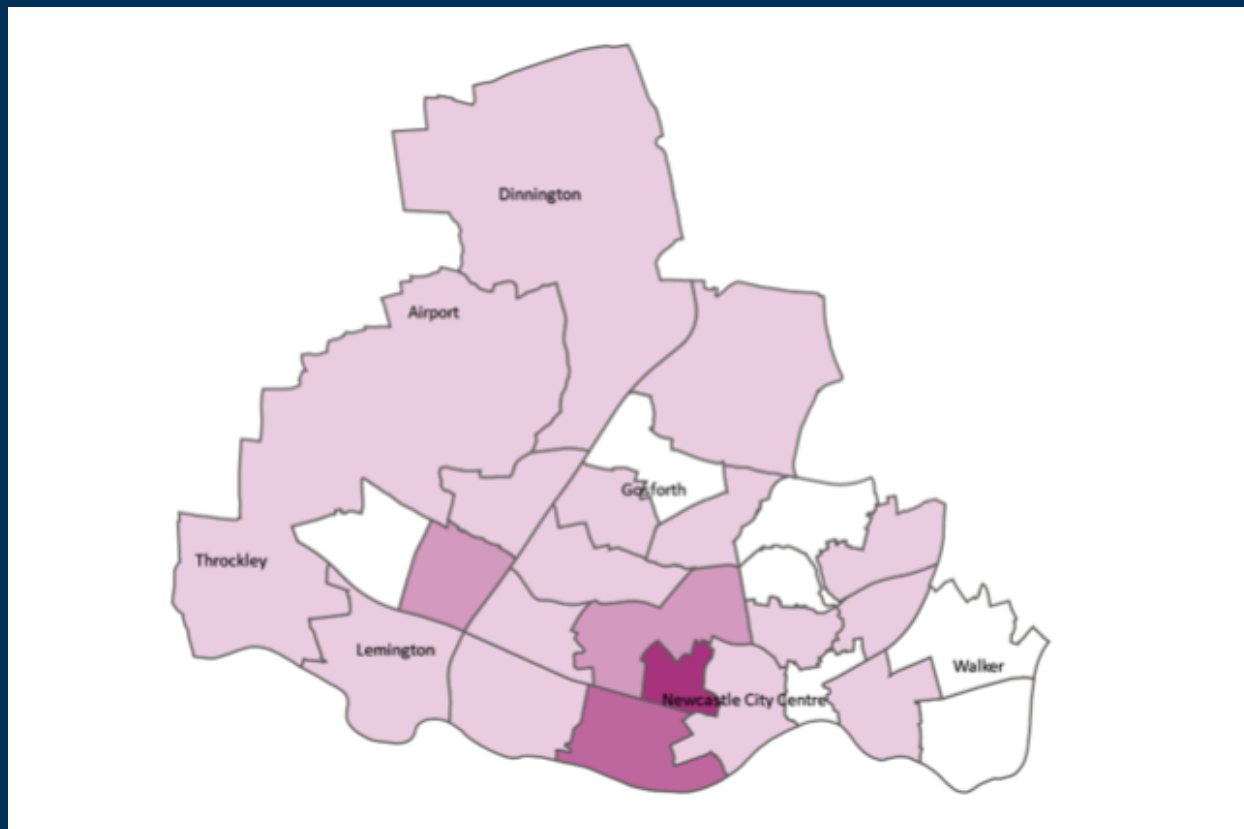 Dinnington
Airport
Gosforth
Throckley
Lemington
Walker
Newcastle City Centre